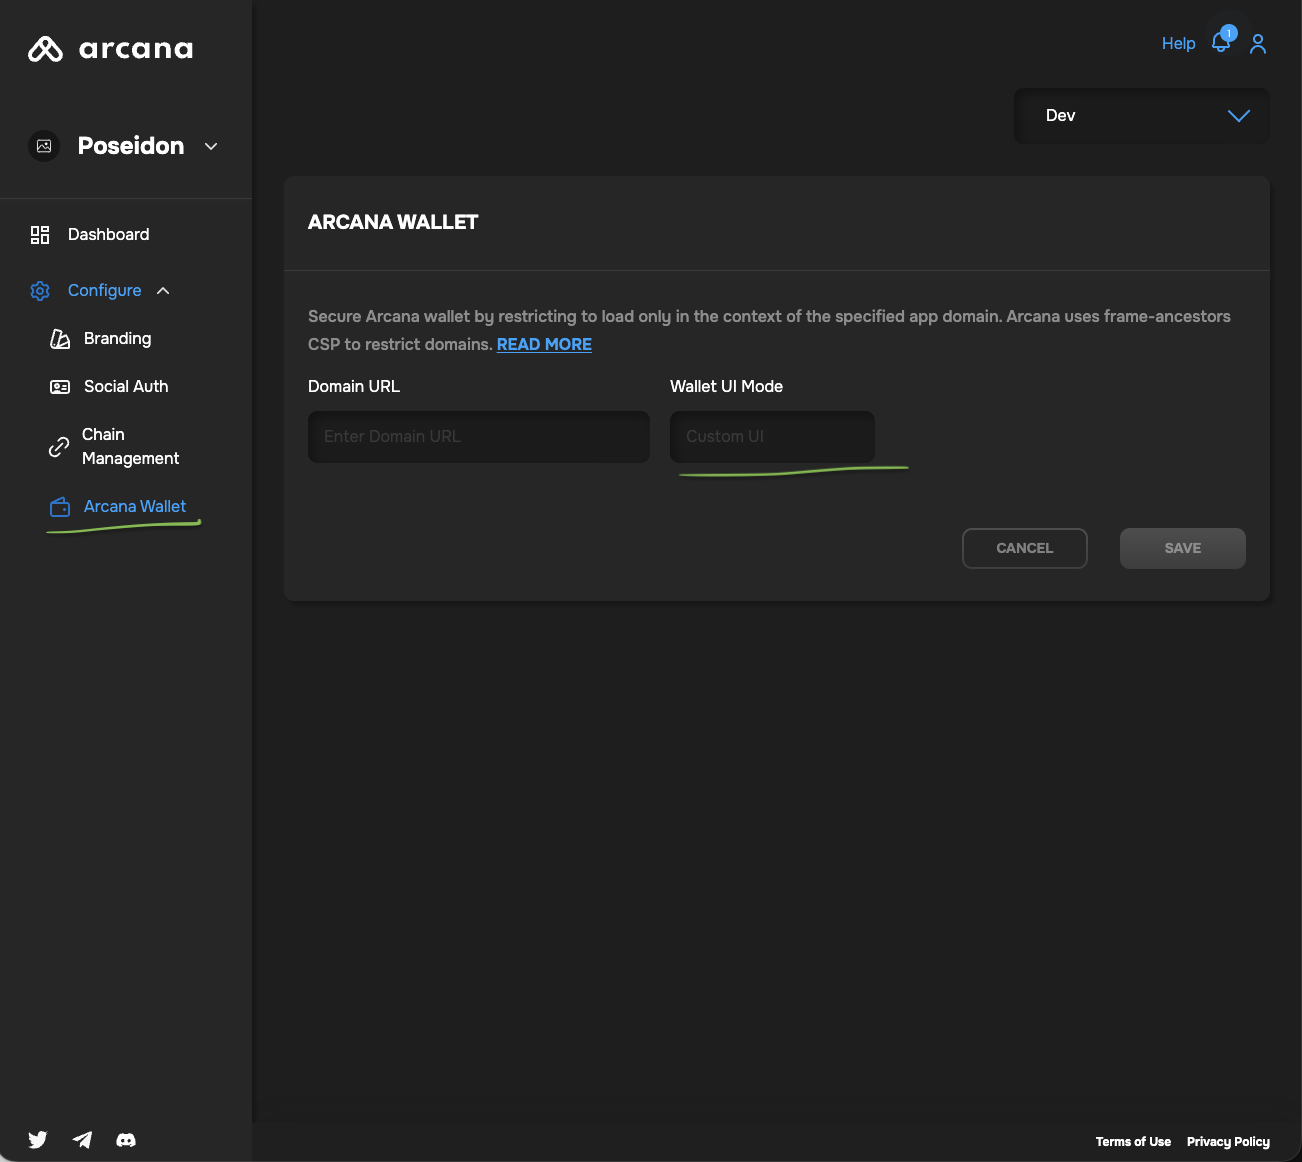 arcana
Help
1
Dev
Poseidon
Dashboard
Configure
Branding
Social Auth
Chain
Management
Arcana Wallet
ARCANA WALLET
Secure Arcana wallet by restricting to load only in the context of the specified app domain. Arcana uses frame-ancestors
CSP to restrict domains. READ MORE
Domain URL
Wallet UI Mode
Enter Domain URL
Custom UI
CANCEL
SAVE
Terms of Use
Privacy Policy